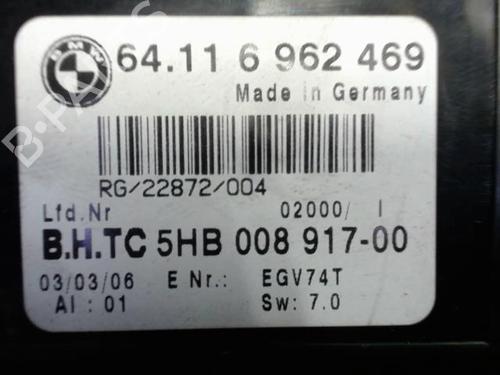 BMW
64.11 6 962 469
Made in Germany
RG/22872/004
Lfd.Nr 02000/ I
B.H.TC 5HB 008 917-00
03/03/06 E Nr.: EGV74T
AI : 01 Sw: 7.0